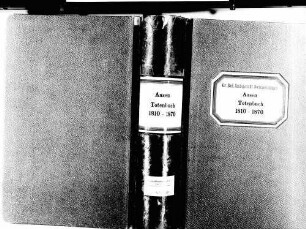 Aasen
Totenbuch
1810 - 1870
Aasen
Totenbuch
1810 1870